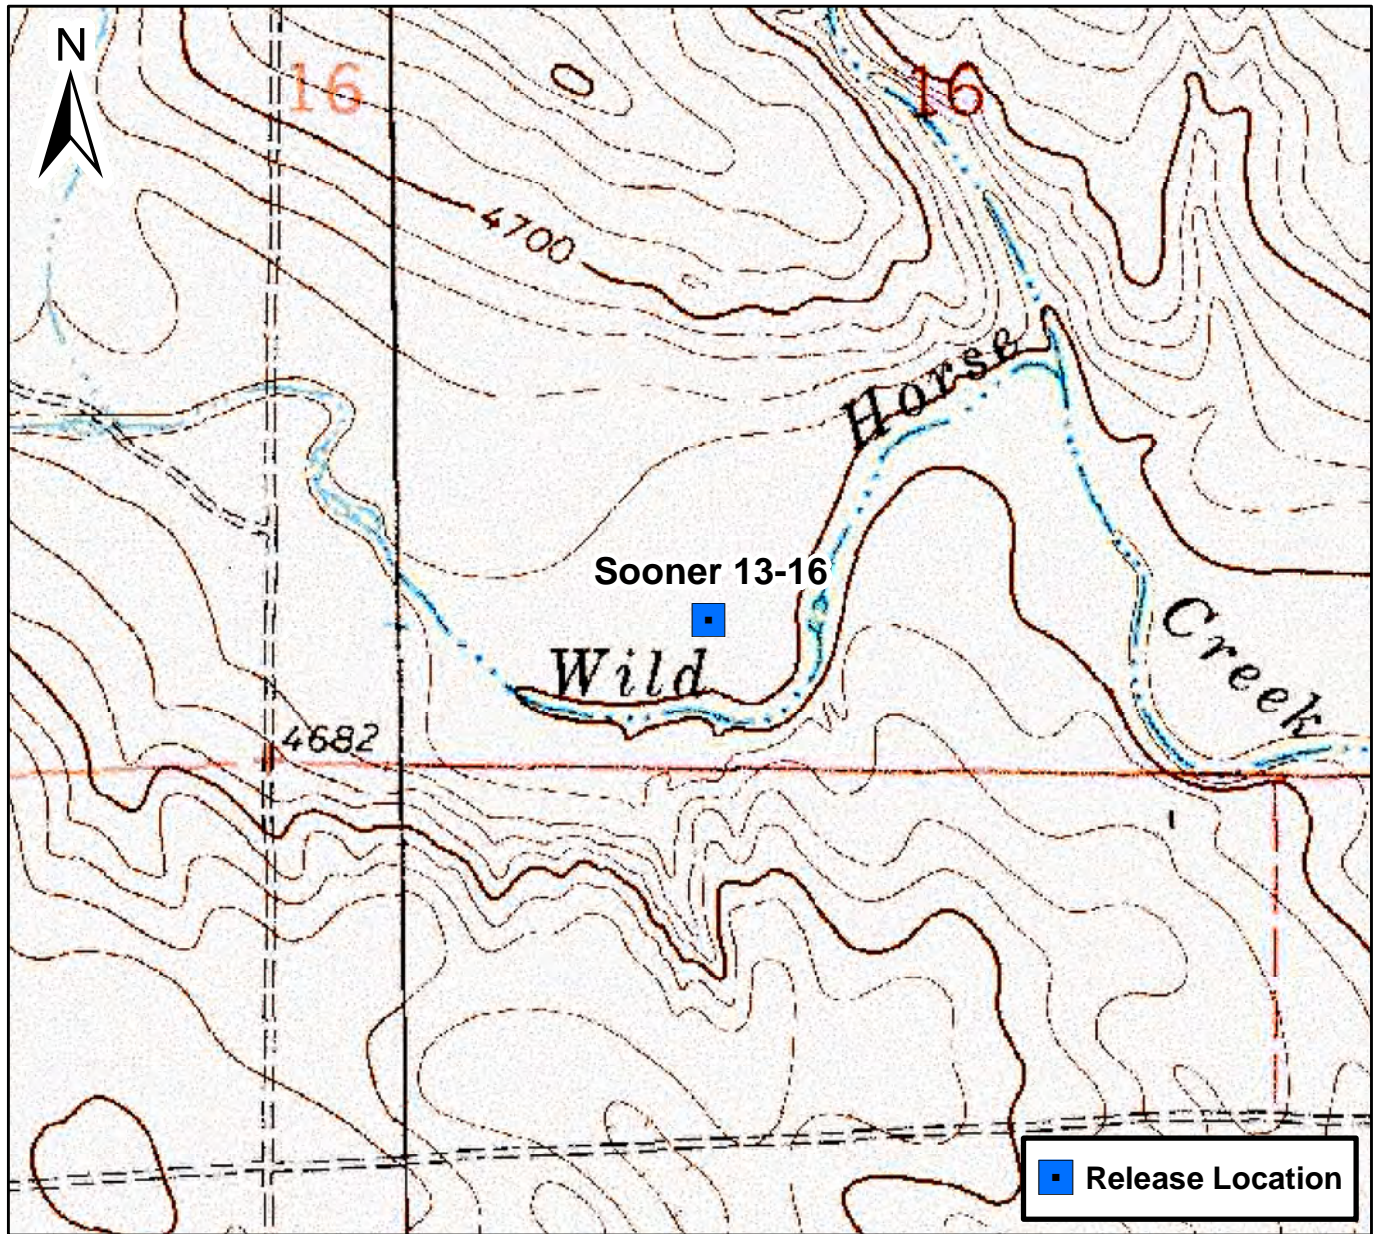 N
16
16
4700
Horse
Sooner 13-16
Wild
Creek
4682
Release Location